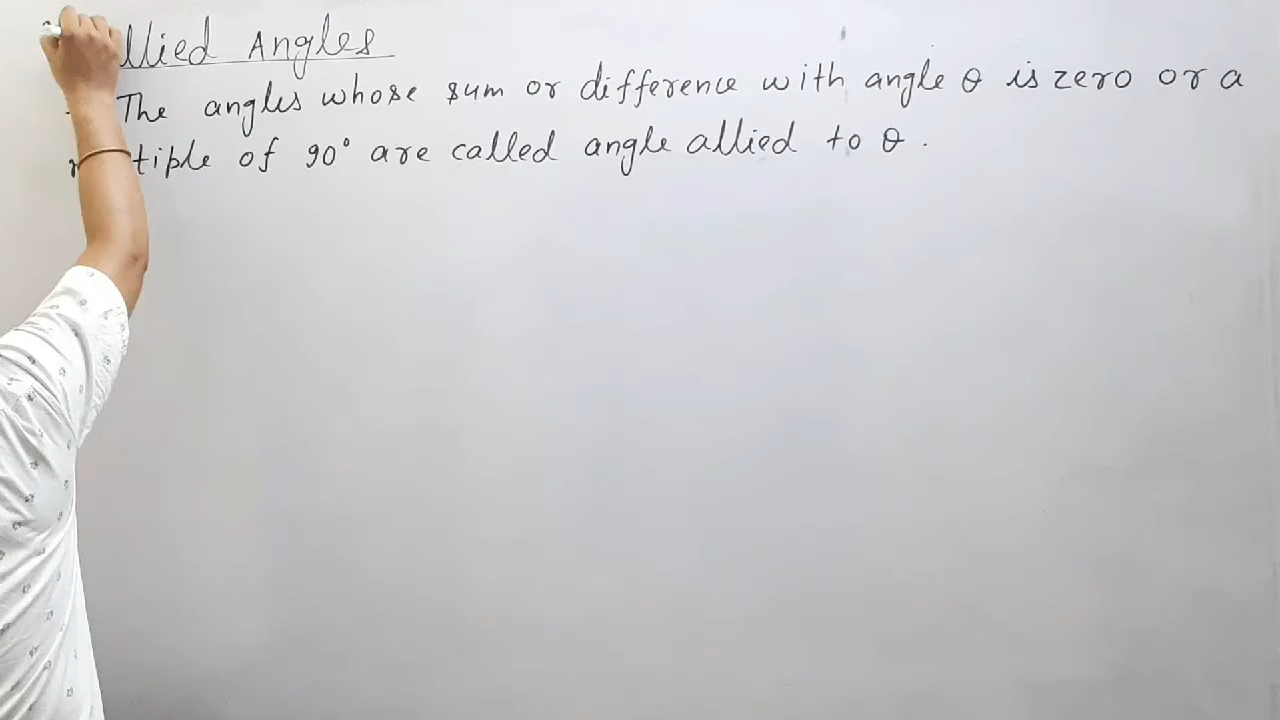 llied Angles
The angles whose sum or difference with angle θ is zero or a
tiple of 90° are called angle allied to θ .